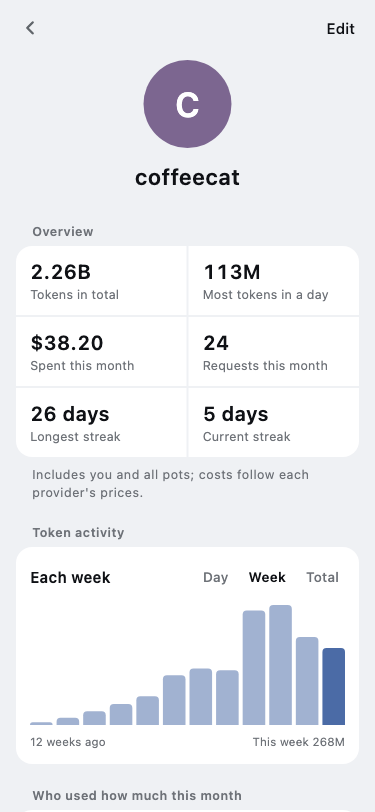 Edit
C
coffeecat
Overview
2.26B
Tokens in total
113M
Most tokens in a day
$38.20
Spent this month
24
Requests this month
26 days
Longest streak
5 days
Current streak
Includes you and all pots; costs follow each
provider's prices.
Token activity
Each week
Day
Week
Total
12 weeks ago
This week 268M
Who used how much this month